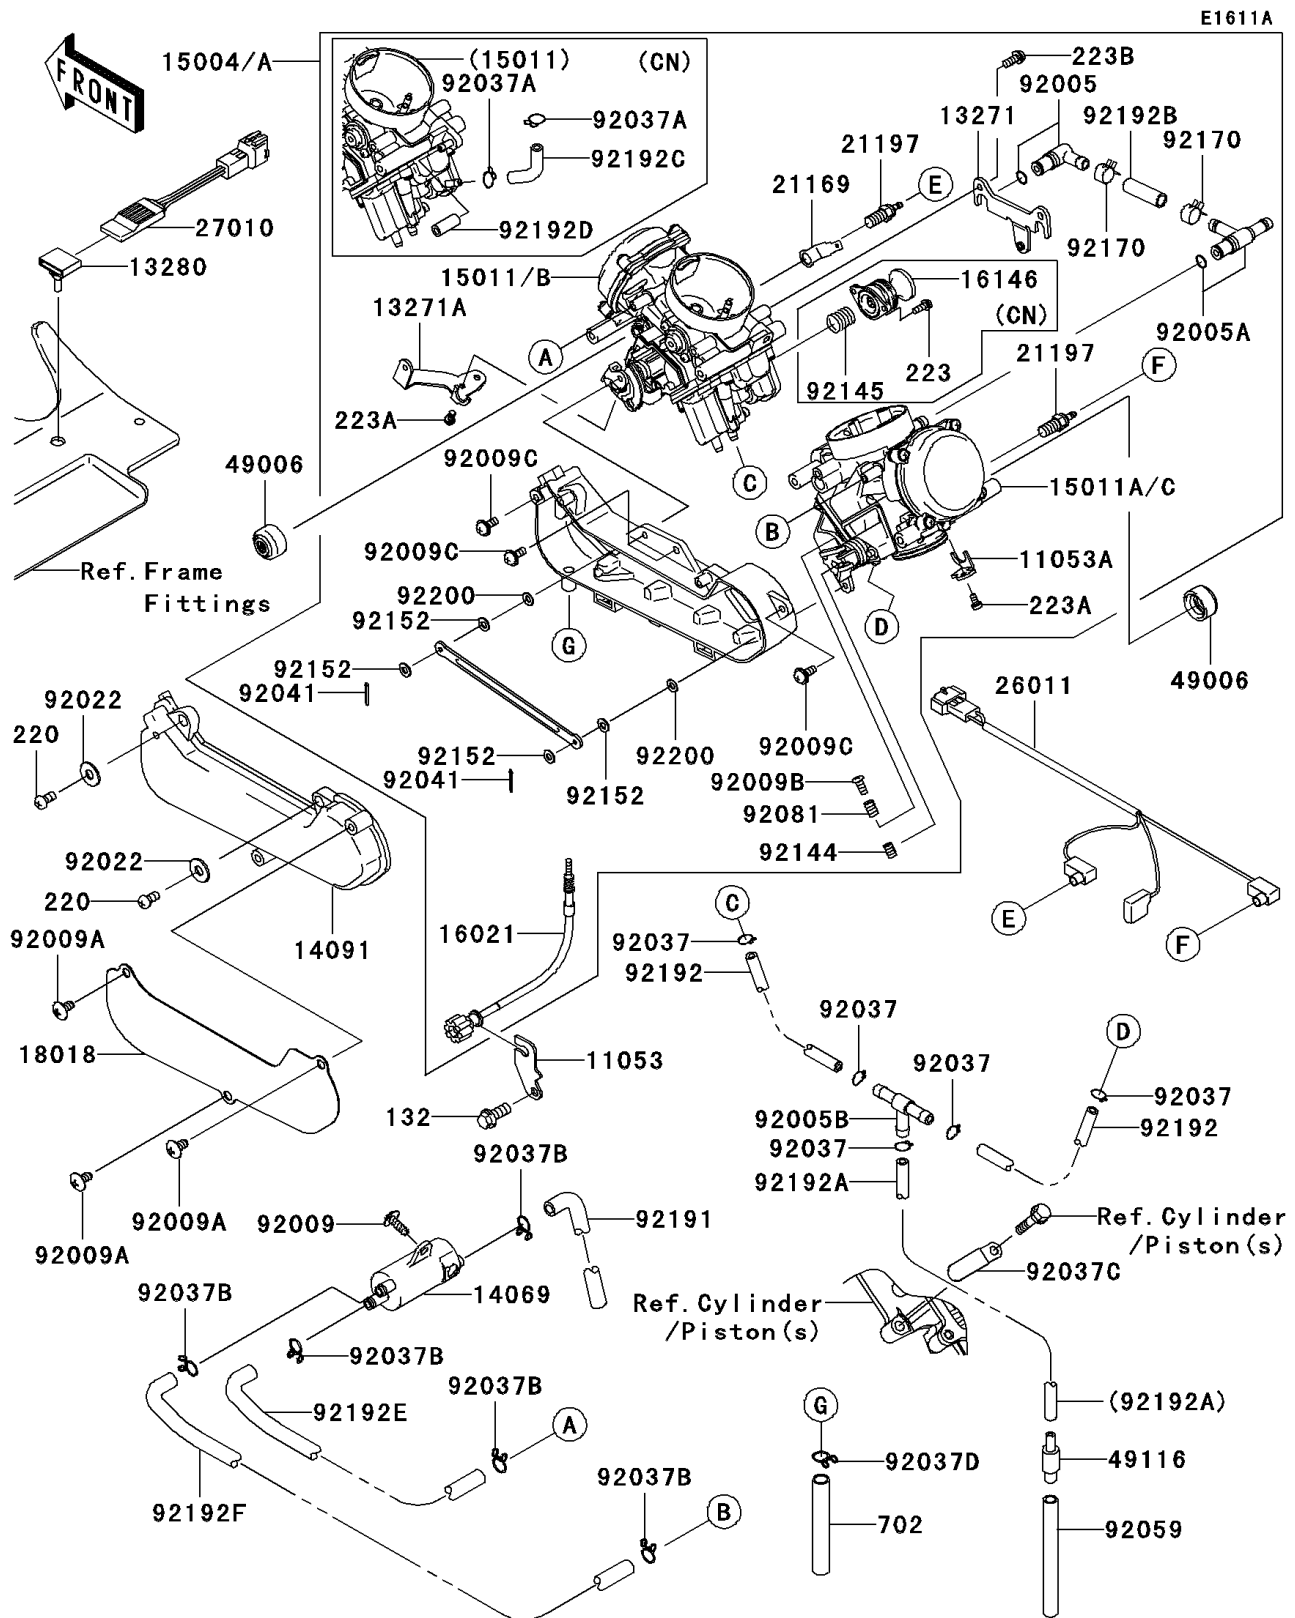 E1611A
FRONT
15004/A
(15011)
(CN)
92037A
92037A
92192C
92192D
223B
92005
13271
92192B
92170
21197
21169
E
27010
13280
15011/B
92170
16146
13271A
(CN)
92005A
A
21197
F
92145
223
223A
49006
92009C
C
15011A/C
B
92009C
11053A
Ref.Frame
Fittings
92200
223A
92152
G
D
92152
92041
26011
49006
92022
220
92152
92200
92009C
92041
92152
92009B
92081
92144
92022
220
C
E
92009A
14091
16021
92037
F
92192
92037
D
18018
11053
92037
92037
92005B
132
92037
92192
92037B
92192A
92009A
92009
92191
Ref.Cylinder
/Piston(s)
92009A
92037C
92037B
14069
Ref.Cylinder
/Piston(s)
92037B
92037B
92192E
A
G
(92192A)
92037B
92037D
49116
92192F
B
702
92059